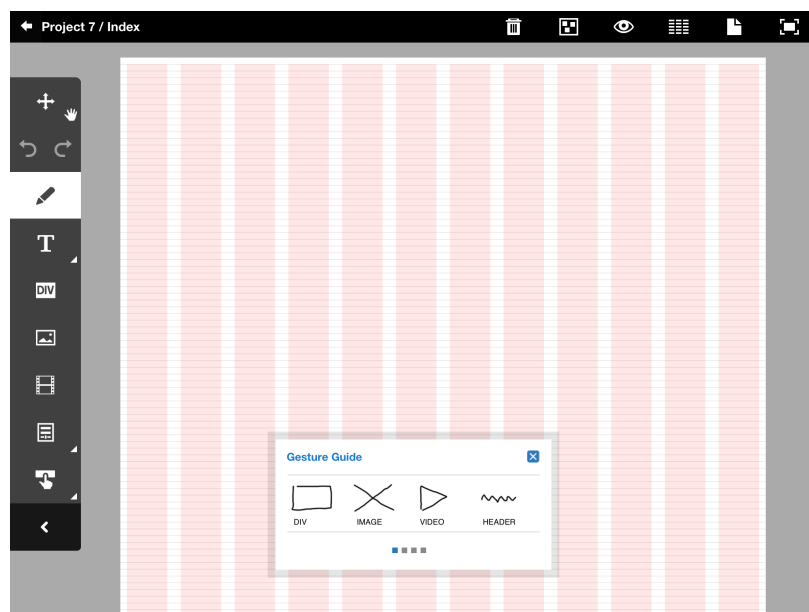 Project 7 / Index
T
DIV
Gesture Guide
DIV IMAGE VIDEO HEADER